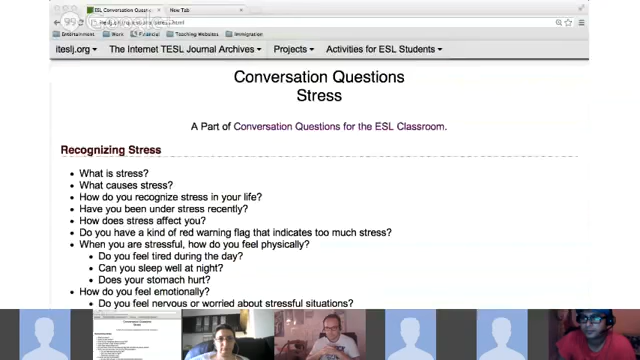 ESL Conversation Ques
New Tab
Entertainment Work Financial Teaching Websites Immigration
iteslj.org The Internet TESL Journal Archives Projects Activities for ESL Students
Conversation Questions
Stress
A Part of Conversation Questions for the ESL Classroom.
Recognizing Stress
What is stress?
What causes stress?
How do you recognize stress in your life?
Have you been under stress recently?
How does stress affect you?
Do you have a kind of red warning flag that indicates too much stress?
When you are stressful, how do you feel physically?
Do you feel tired during the day?
Can you sleep well at night?
Does your stomach hurt?
How do you feel emotionally?
Do you feel nervous or worried about stressful situations?
Conversation Questions
Stress